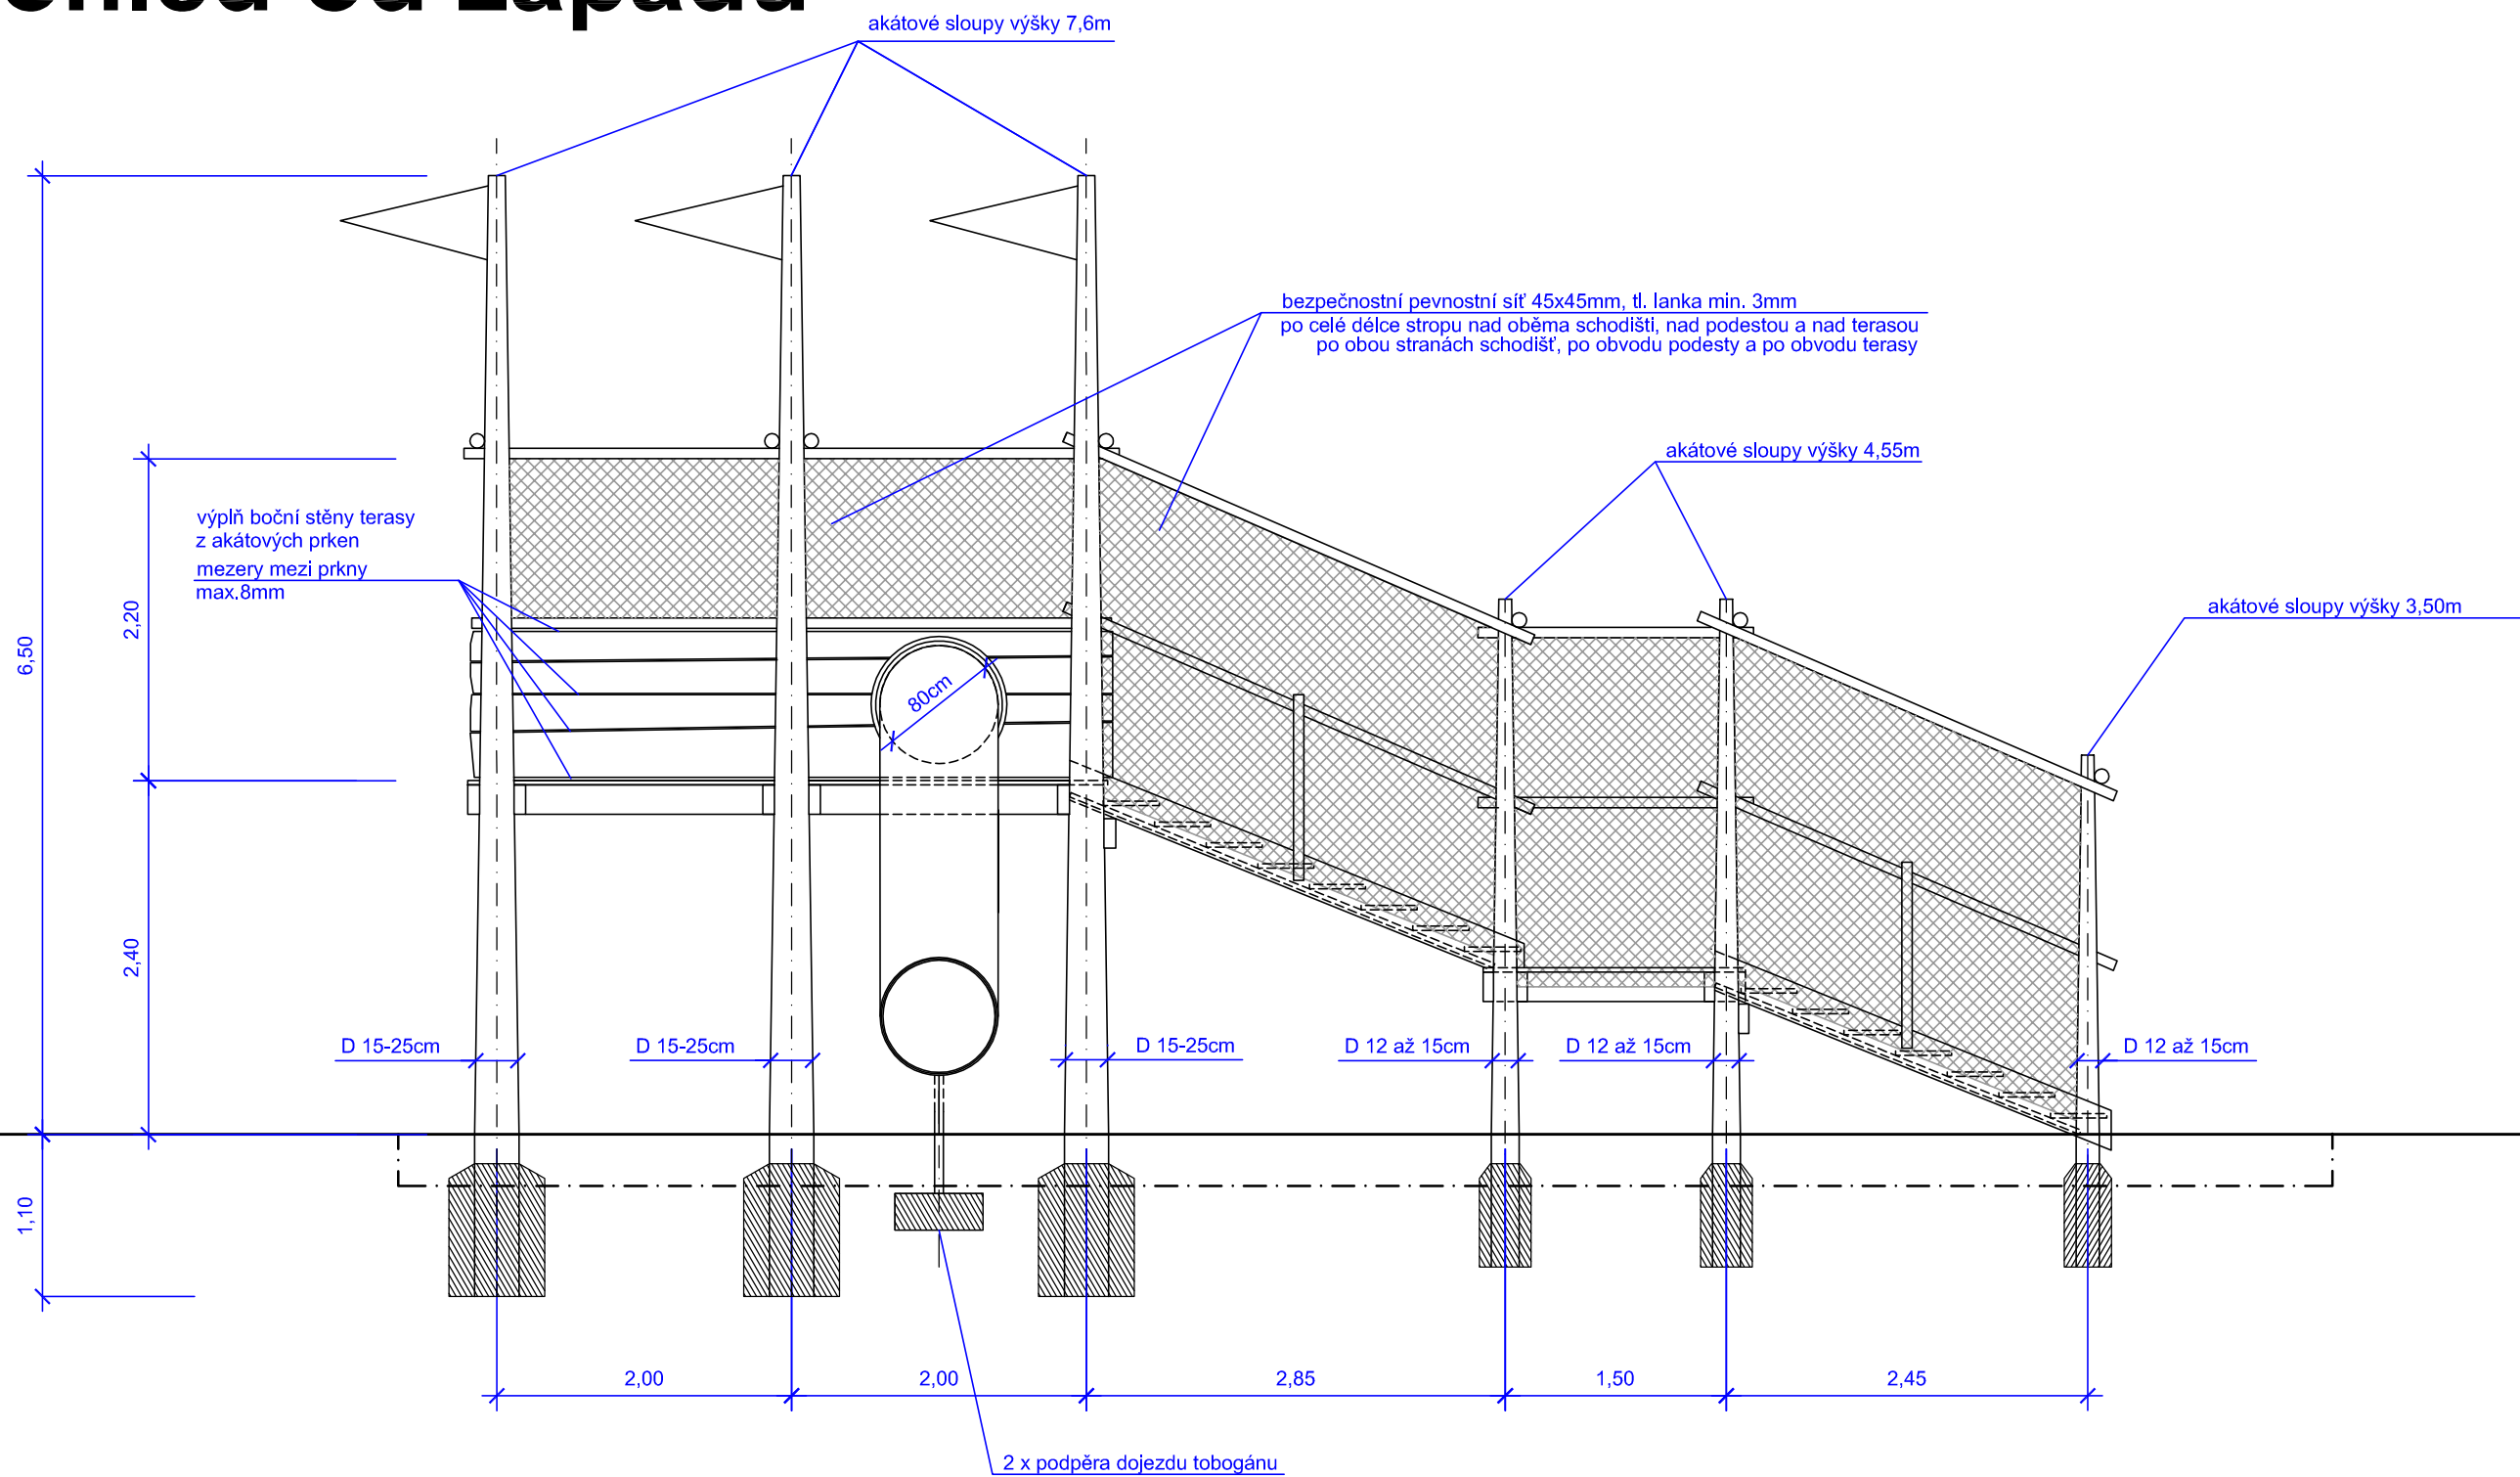 od západu
akátové sloupy výšky 7,6m
bezpečnostní pevnostní síť 45x45mm, tl. lanka min. 3mm
po celé délce stropu nad oběma schodišti, nad podestou a nad terasou
po obou stranách schodišť, po obvodu podesty a po obvodu terasy
akátové sloupy výšky 4,55m
výplň boční stěny terasy
z akátových prken
mezery mezi prkny
max.8mm
akátové sloupy výšky 3,50m
2,20
6,50
80cm
2,40
D 15-25cm
D 15-25cm
D 15-25cm
D 12 až 15cm
D 12 až 15cm
D 12 až 15cm
1,10
2,00
2,00
2,85
1,50
2,45
2 x podpěra dojezdu tobogánu